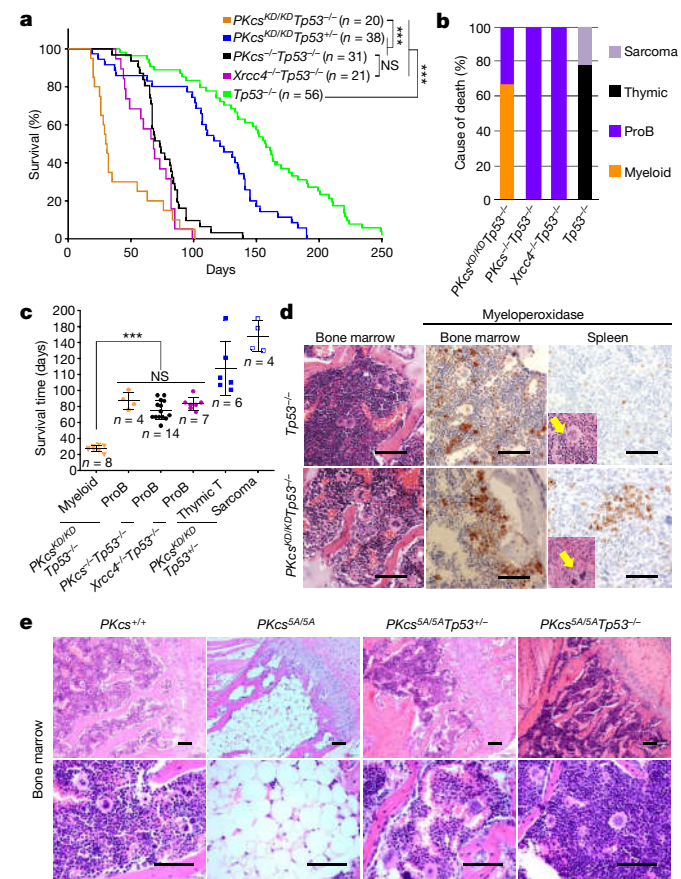 a
PKcs^KD/KD Tp53^–/– (n = 20)
PKcs^KD/KD Tp53^+/– (n = 38)
PKcs^–/– Tp53^–/– (n = 31)
Xrcc4^–/– Tp53^–/– (n = 21)
Tp53^–/– (n = 56)
***
NS
***
Survival (%)
100
80
60
40
20
0
0 50 100 150 200 250
Days
b
Cause of death (%)
100
80
60
40
20
0
Sarcoma
Thymic
ProB
Myeloid
PKcs^KD/KD Tp53^–/–
PKcs^–/– Tp53^–/–
Xrcc4^–/– Tp53^–/–
Tp53^–/–
c
Survival time (days)
200
180
160
140
120
100
80
60
40
20
0
***
NS
n = 8
n = 4
n = 14
n = 7
n = 6
n = 4
Myeloid ProB ProB ProB Thymic T Sarcoma
PKcs^KD/KD
Tp53^–/–
PKcs^–/– Tp53^–/–
Xrcc4^–/– Tp53^–/–
PKcs^KD/KD
Tp53^+/–
d
Myeloperoxidase
Bone marrow Bone marrow Spleen
Tp53^–/–
PKcs^KD/KD Tp53^–/–
e
PKcs^+/+ PKcs^5A/5A PKcs^5A/5A Tp53^+/– PKcs^5A/5A Tp53^–/–
Bone marrow